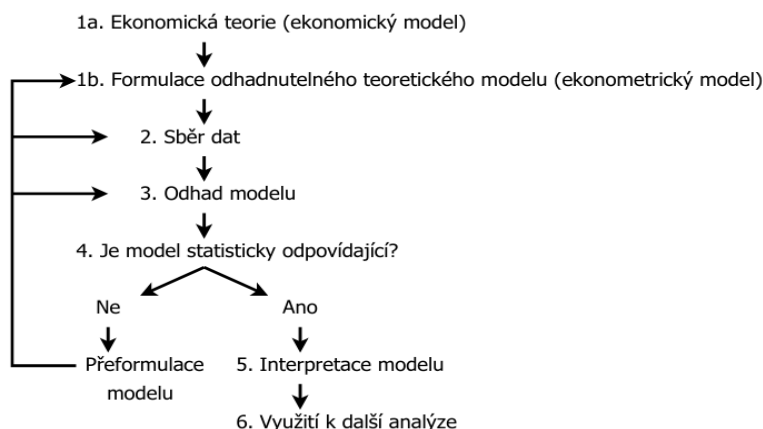 1a. Ekonomická teorie (ekonomický model)
1b. Formulace odhadnutelného teoretického modelu (ekonometrický model)
2. Sběr dat
3. Odhad modelu
4. Je model statisticky odpovídající?
Ne
Ano
Přeformulace
modelu
5. Interpretace modelu
6. Využití k další analýze